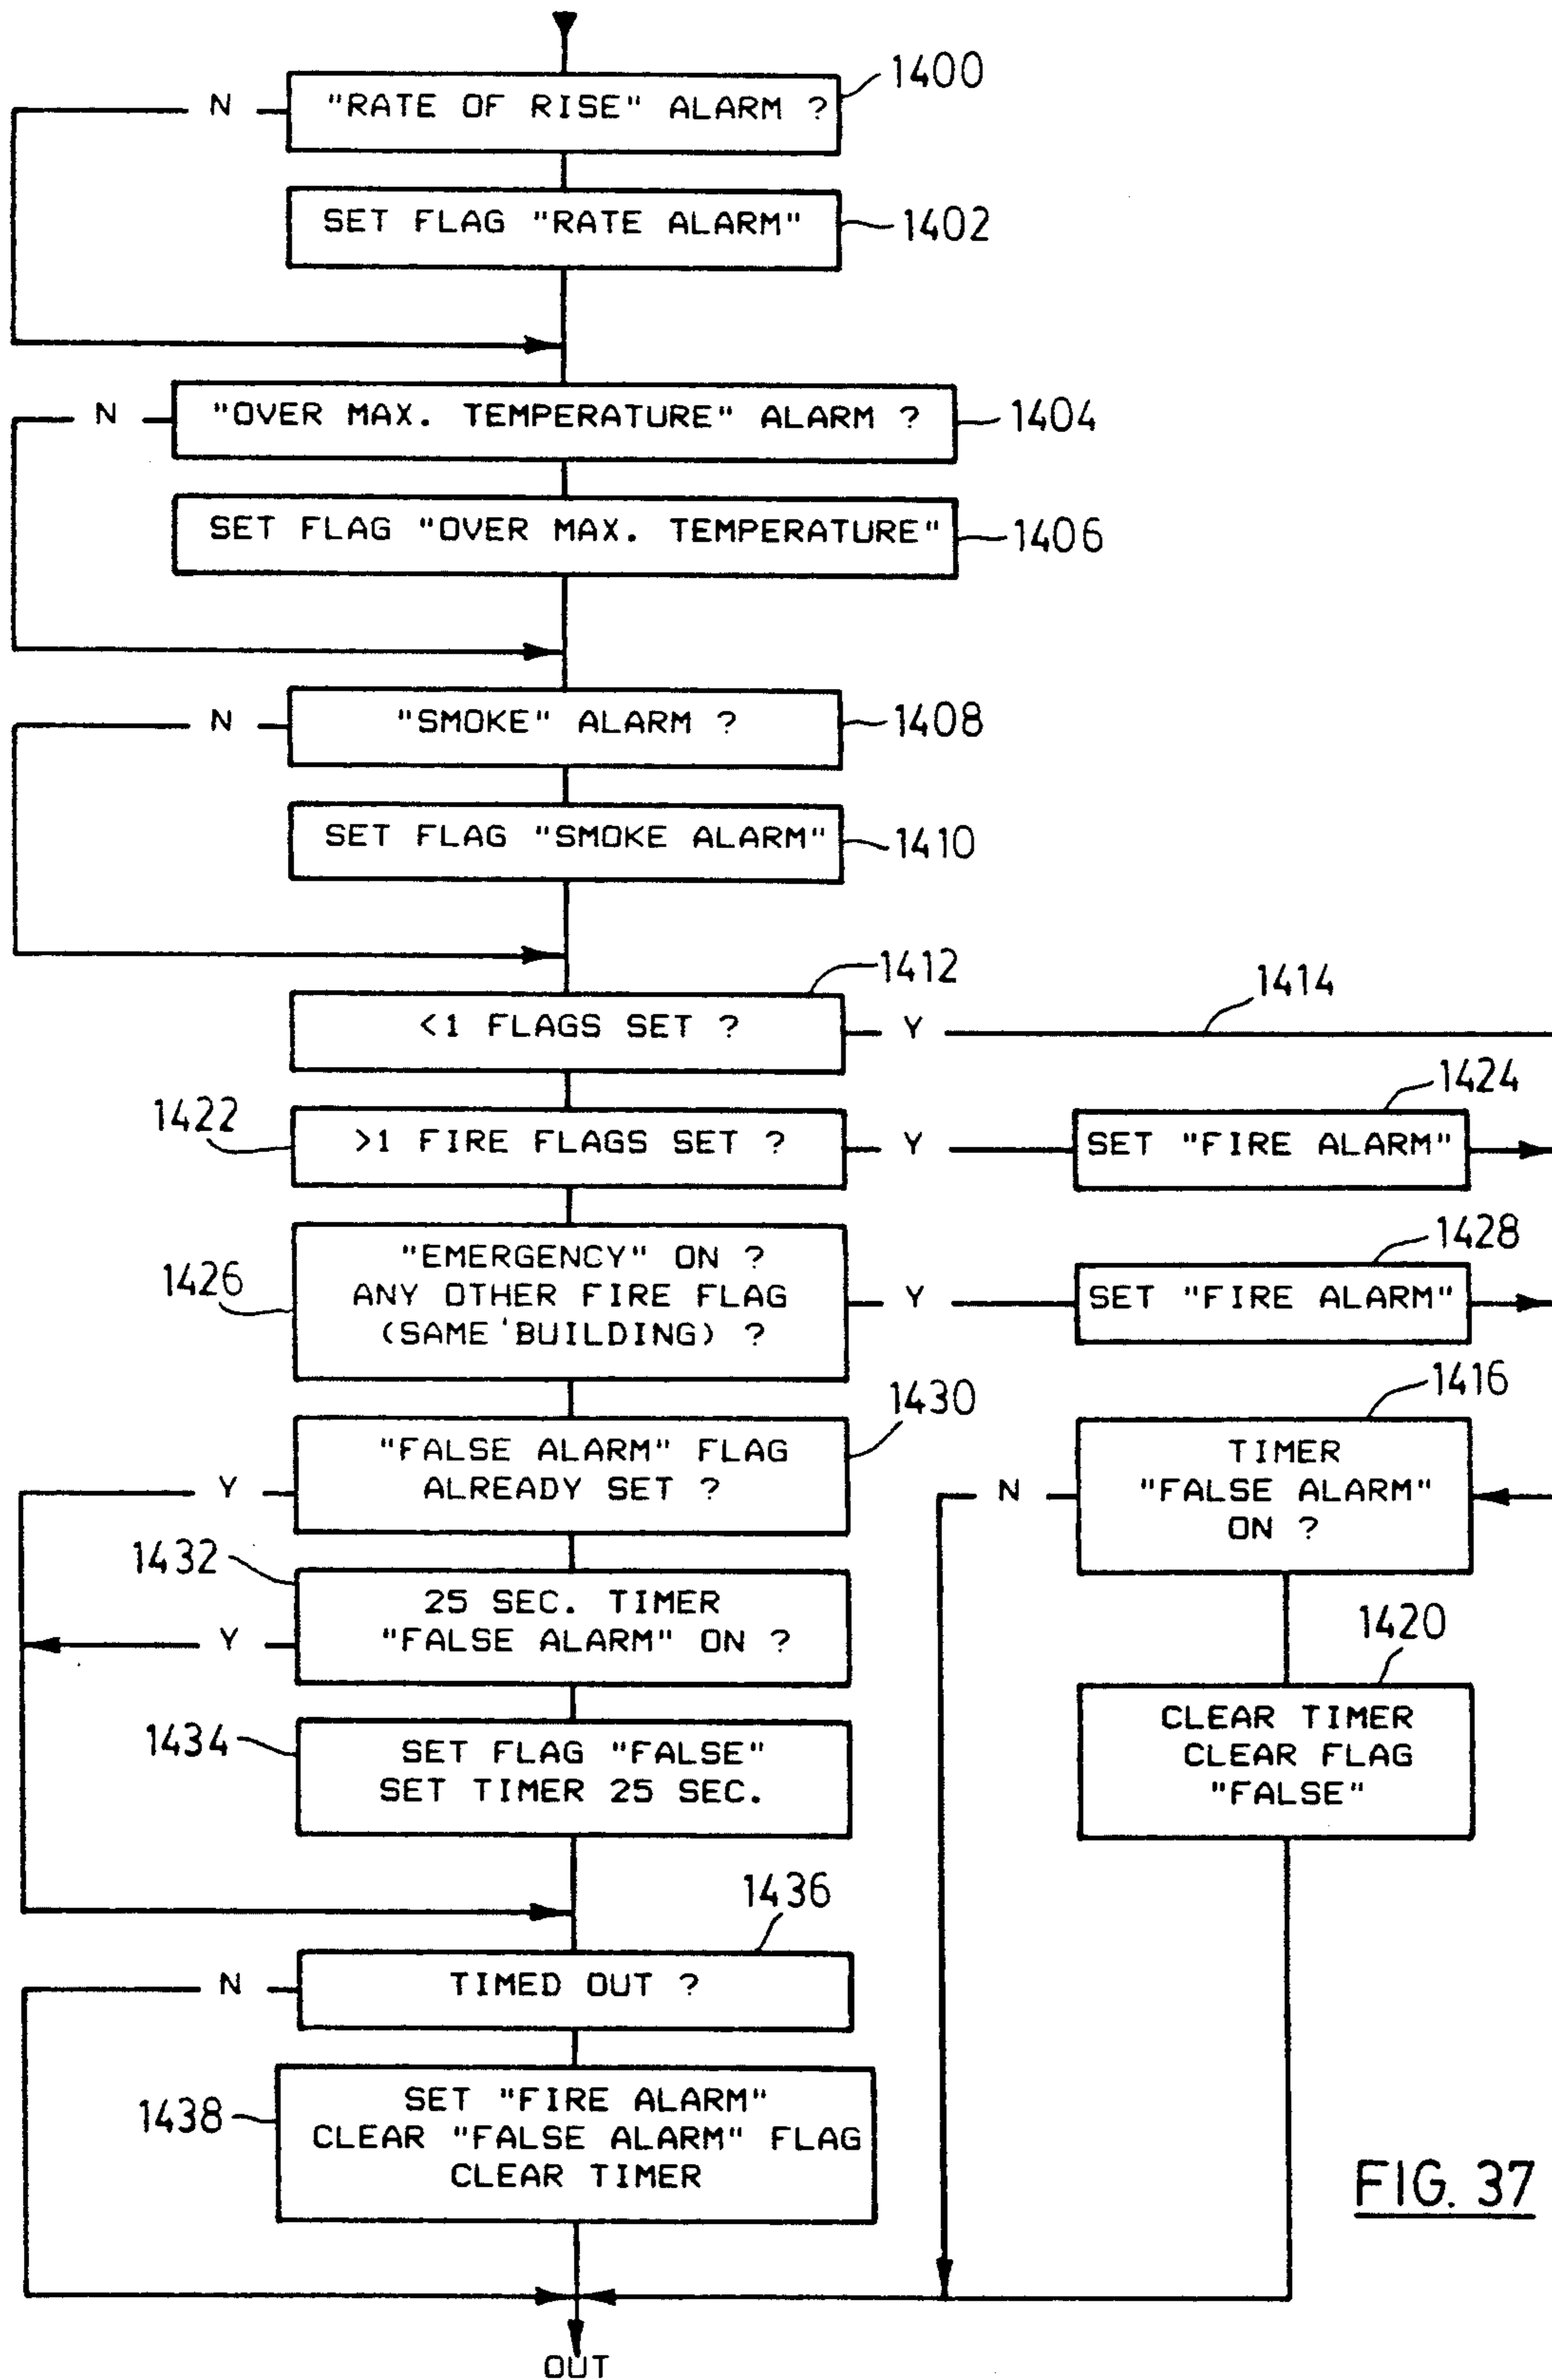 1400
N
"RATE OF RISE" ALARM ?
SET FLAG "RATE ALARM"
1402
N
"OVER MAX. TEMPERATURE" ALARM ?
1404
SET FLAG "OVER MAX. TEMPERATURE"
1406
N
"SMOKE" ALARM ?
1408
SET FLAG "SMOKE ALARM"
1410
1412
<1 FLAGS SET ?
Y
1414
1422
>1 FIRE FLAGS SET ?
Y
1424
SET "FIRE ALARM"
1426
"EMERGENCY" ON ?
ANY OTHER FIRE FLAG
(SAME 'BUILDING) ?
Y
1428
SET "FIRE ALARM"
1430
"FALSE ALARM" FLAG
ALREADY SET ?
Y
1416
TIMER
"FALSE ALARM"
ON ?
N
1432
25 SEC. TIMER
"FALSE ALARM" ON ?
Y
1420
CLEAR TIMER
CLEAR FLAG
"FALSE"
1434
SET FLAG "FALSE"
SET TIMER 25 SEC.
1436
N
TIMED OUT ?
1438
SET "FIRE ALARM"
CLEAR "FALSE ALARM" FLAG
CLEAR TIMER
OUT
FIG. 37